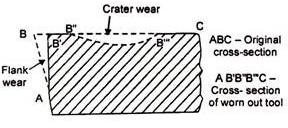 Crater wear
B
B"
B'
B'"
C
Flank
wear
A
ABC – Original
cross-section
A B'B"B'"C –
Cross- section
of worn out tool